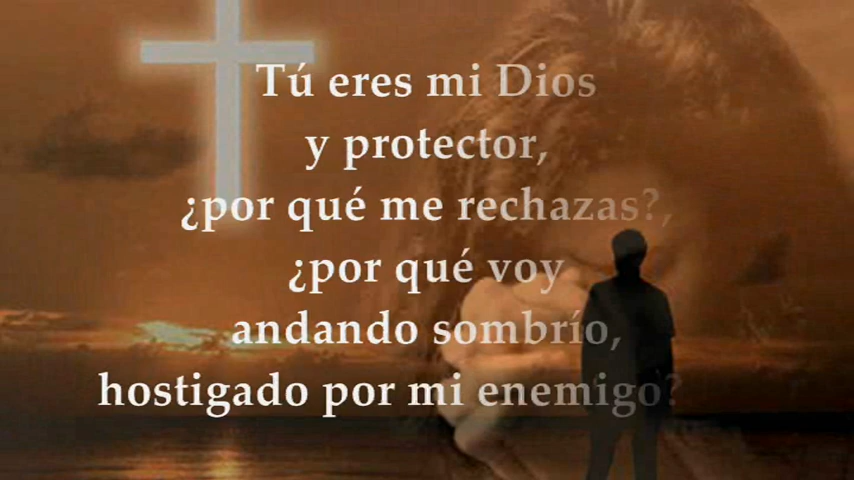 Tú eres mi Dios
y protector,
¿por qué me rechazas?,
¿por qué voy
andando sombrío,
hostigado por mi enemigo?